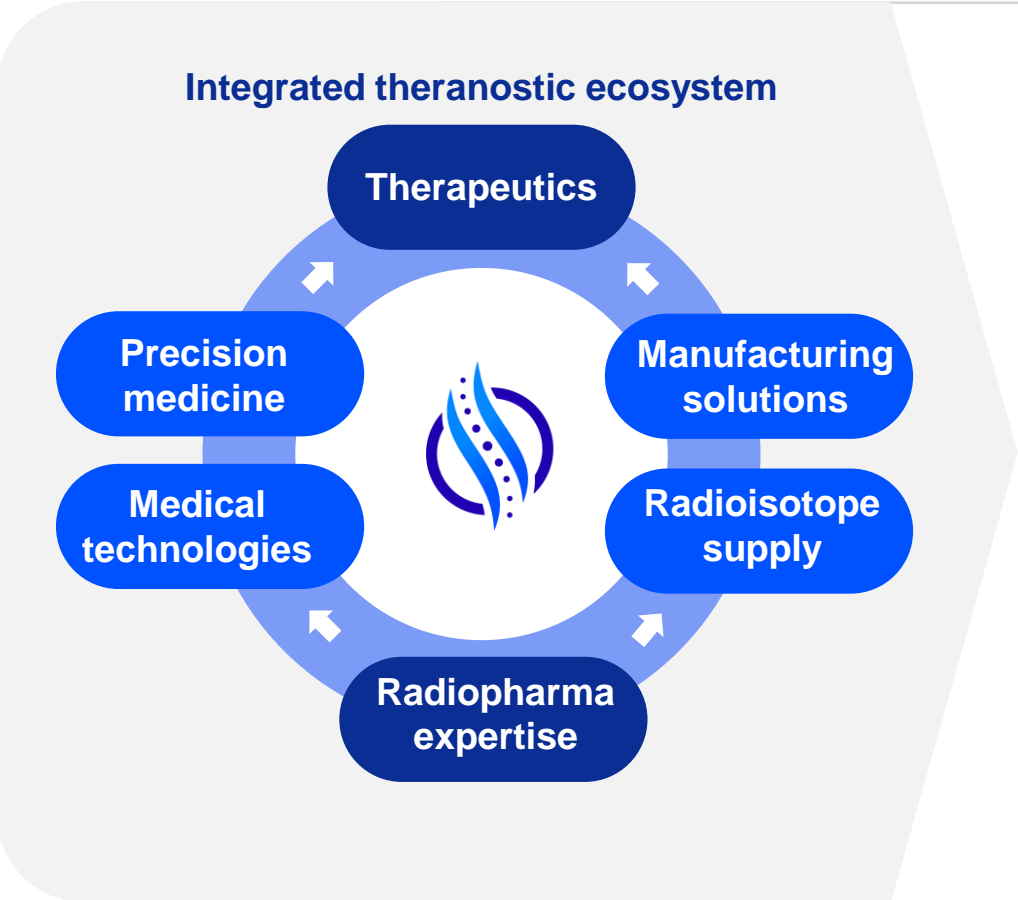 Integrated theranostic ecosystem
Therapeutics
Precision
medicine
Manufacturing
solutions
Medical
technologies
Radioisotope
supply
Radiopharma
expertise